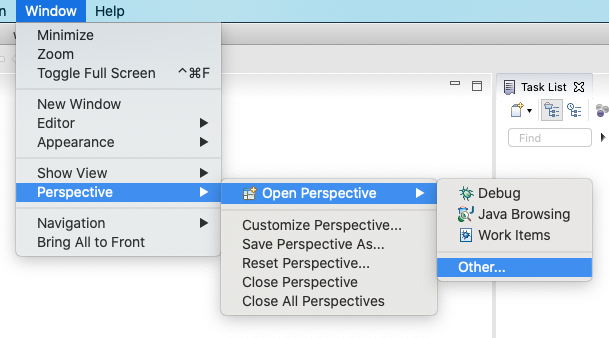 Window Help
Minimize
Zoom
Toggle Full Screen ^⌘F
New Window
Editor
Appearance
Show View
Perspective
Navigation
Bring All to Front
Open Perspective
Customize Perspective...
Save Perspective As...
Reset Perspective...
Close Perspective
Close All Perspectives
Debug
Java Browsing
Work Items
Other...
Task List
Find